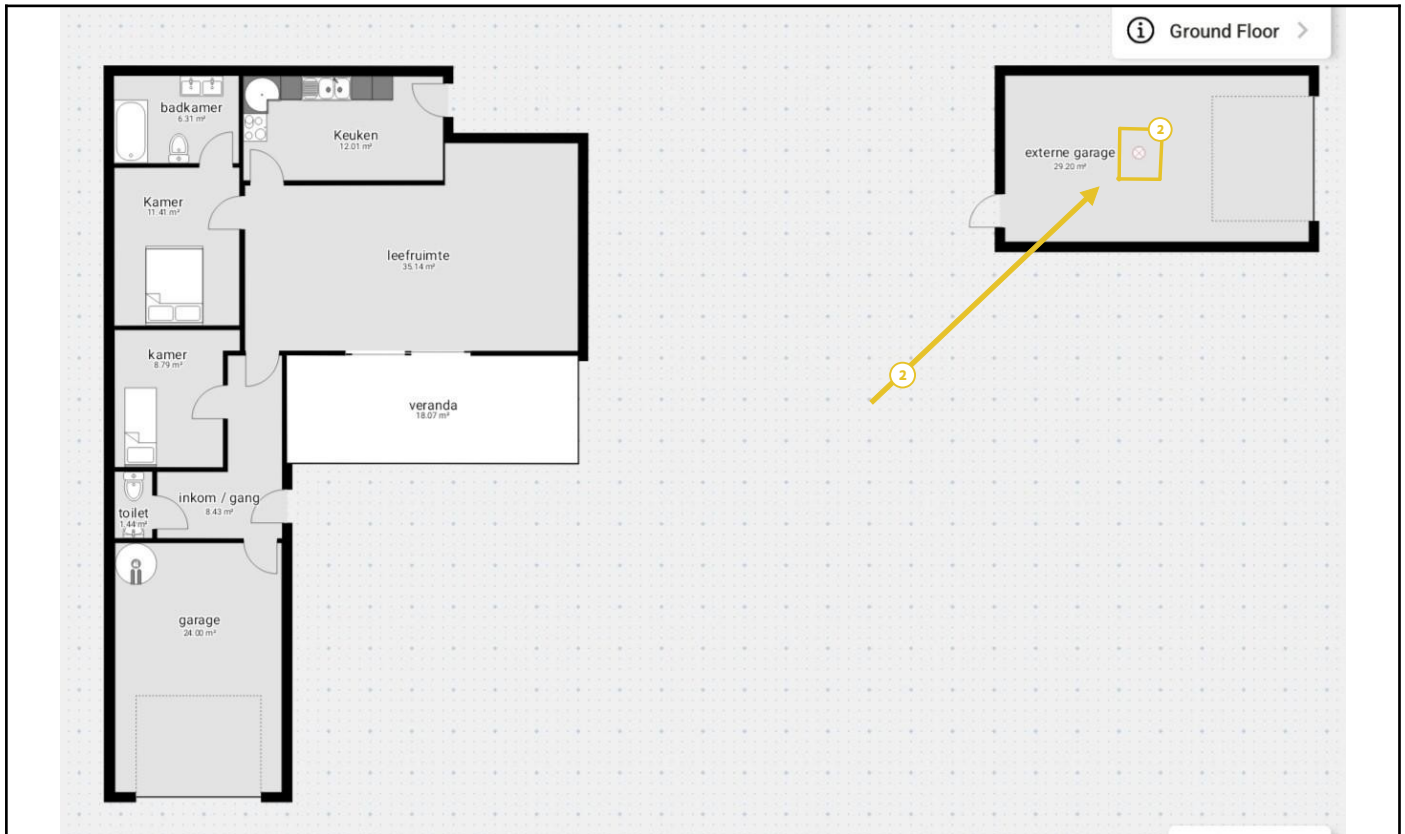 Ground Floor
badkamer
6.31 m²
Keuken
12.01 m²
externe garage
29.20 m²
2
Kamer
11.41 m²
leefruimte
35.14 m²
kamer
8.79 m²
2
veranda
18.07 m²
inkom / gang
8.43 m²
toilet
1.44 m²
garage
24.00 m²